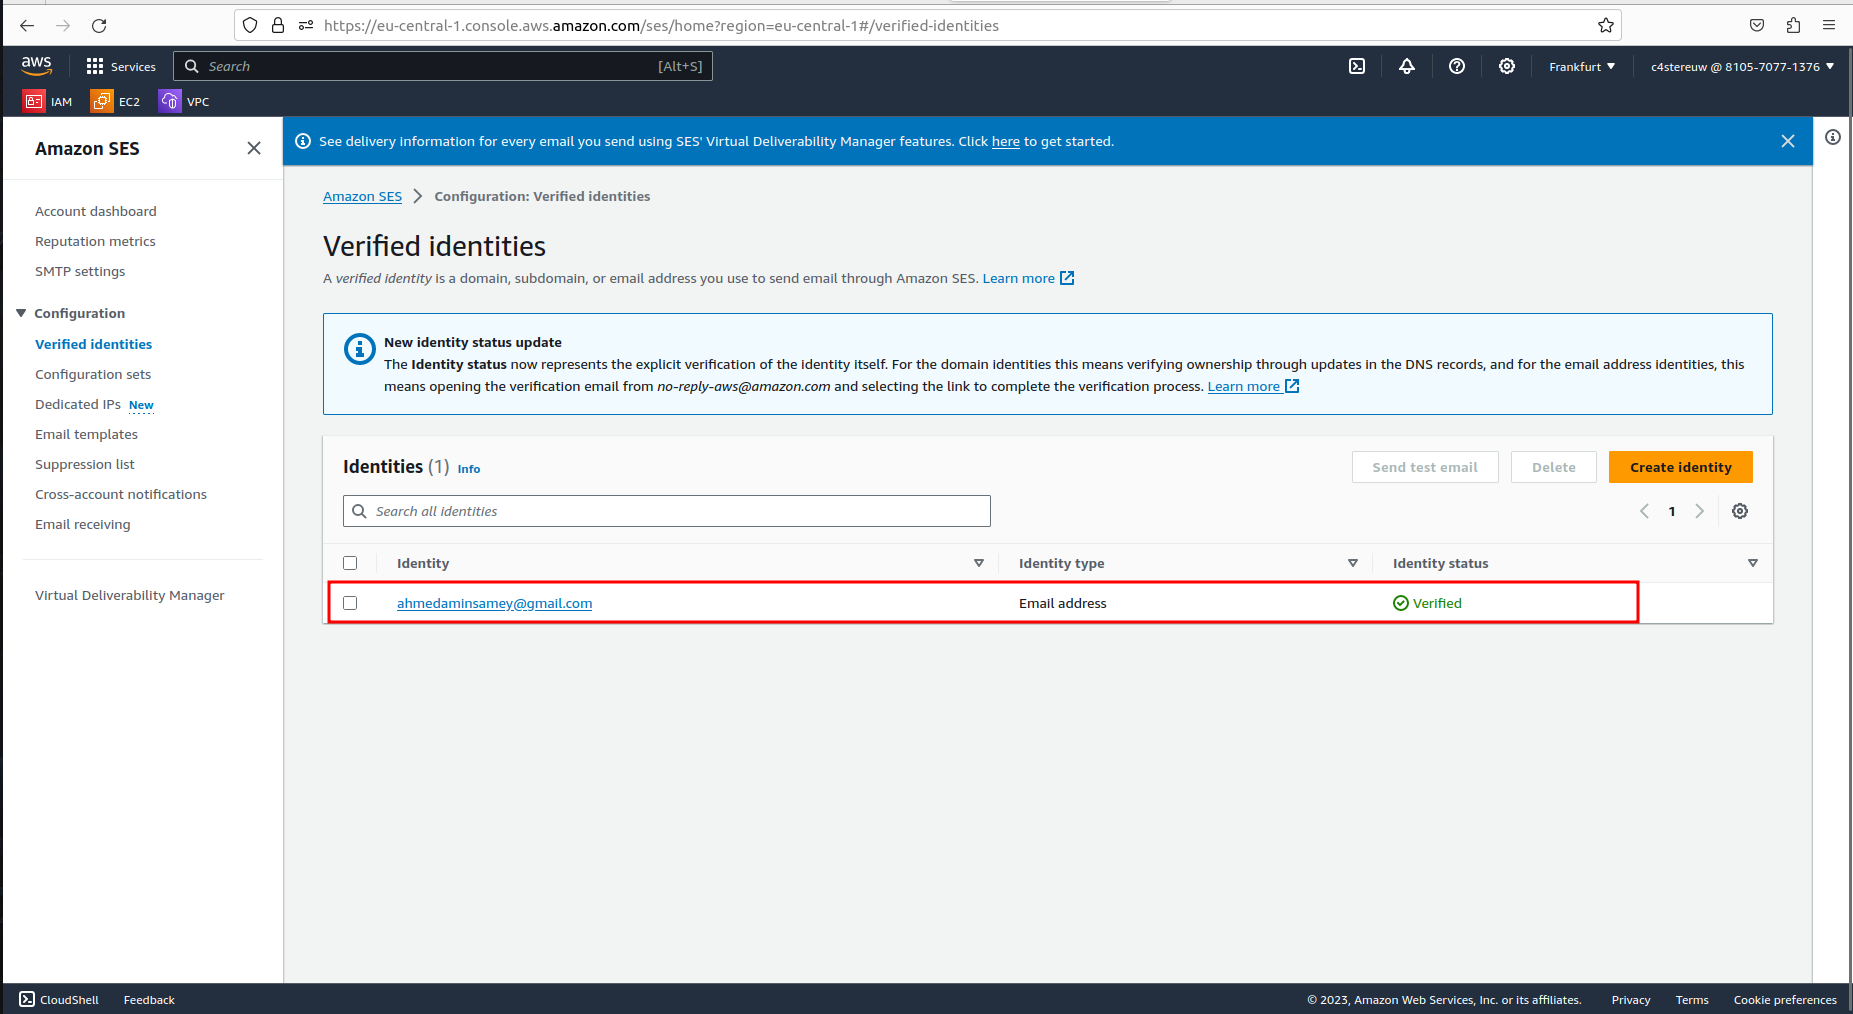 https://eu-central-1.console.aws.amazon.com/ses/home?region=eu-central-1#/verified-identities
aws
Services
Search
[Alt+S]
Frankfurt
c4stereuw @ 8105-7077-1376
IAM
EC2
VPC
Amazon SES
See delivery information for every email you send using SES' Virtual Deliverability Manager features. Click here to get started.
Account dashboard
Reputation metrics
SMTP settings
Configuration
Verified identities
Configuration sets
Dedicated IPs New
Email templates
Suppression list
Cross-account notifications
Email receiving
Virtual Deliverability Manager
Amazon SES > Configuration: Verified identities
Verified identities
A verified identity is a domain, subdomain, or email address you use to send email through Amazon SES. Learn more
New identity status update
The Identity status now represents the explicit verification of the identity itself. For the domain identities this means verifying ownership through updates in the DNS records, and for the email address identities, this
means opening the verification email from no-reply-aws@amazon.com and selecting the link to complete the verification process. Learn more
Identities (1) Info
Send test email
Delete
Create identity
Search all identities
1
Identity
Identity type
Identity status
ahmedaminsamey@gmail.com
Email address
Verified
CloudShell
Feedback
© 2023, Amazon Web Services, Inc. or its affiliates.
Privacy
Terms
Cookie preferences